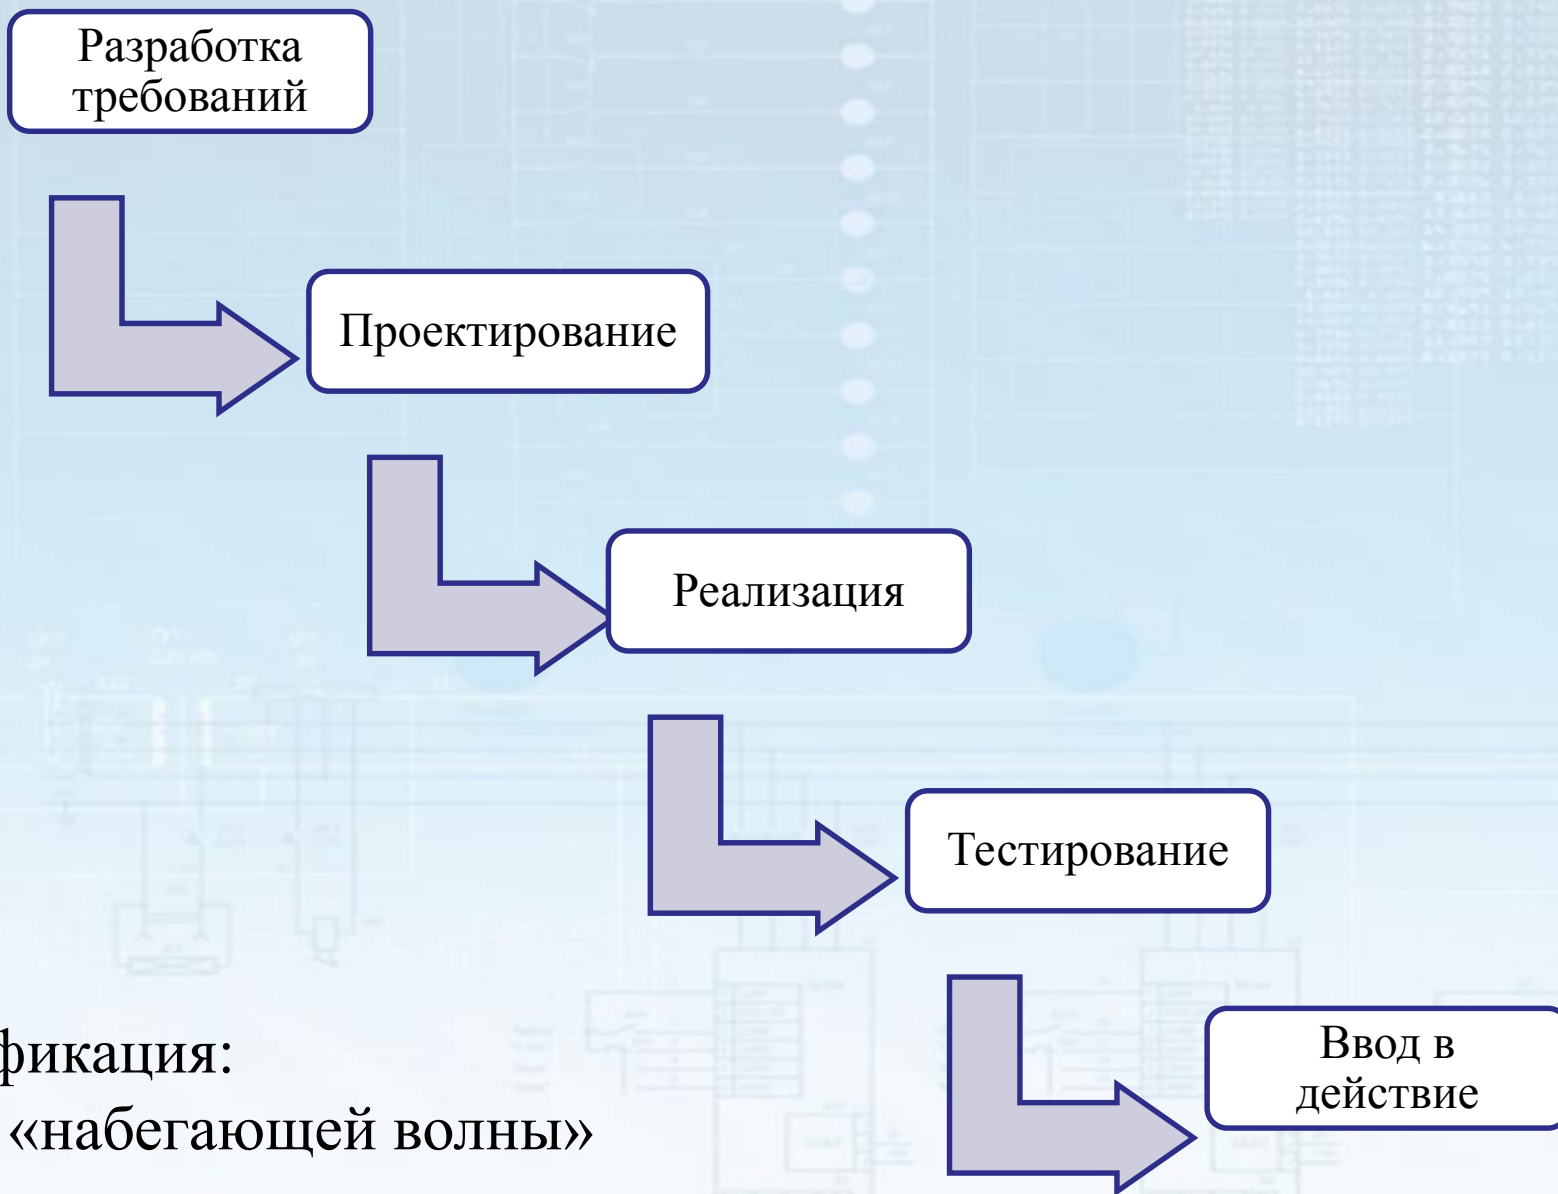 Разработка
требований
Проектирование
Реализация
Тестирование
Ввод в
действие
фикация:
«набегающей волны»